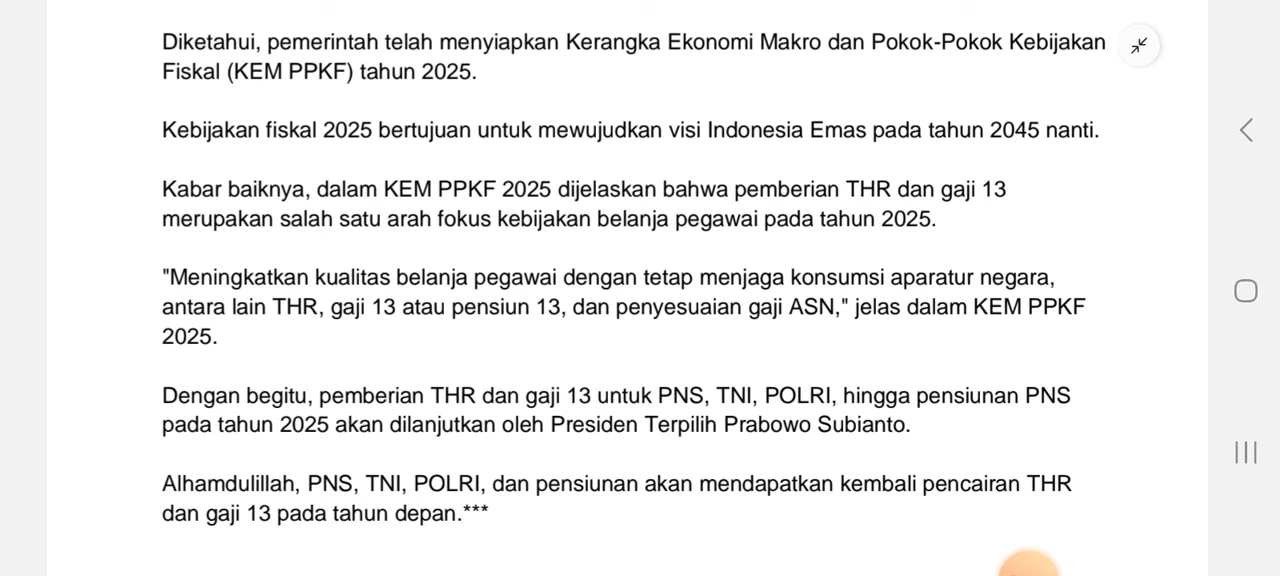 Diketahui, pemerintah telah menyiapkan Kerangka Ekonomi Makro dan Pokok-Pokok Kebijakan
Fiskal (KEM PPKF) tahun 2025.
Kebijakan fiskal 2025 bertujuan untuk mewujudkan visi Indonesia Emas pada tahun 2045 nanti.
Kabar baiknya, dalam KEM PPKF 2025 dijelaskan bahwa pemberian THR dan gaji 13
merupakan salah satu arah fokus kebijakan belanja pegawai pada tahun 2025.
"Meningkatkan kualitas belanja pegawai dengan tetap menjaga konsumsi aparatur negara,
antara lain THR, gaji 13 atau pensiun 13, dan penyesuaian gaji ASN," jelas dalam KEM PPKF
2025.
Dengan begitu, pemberian THR dan gaji 13 untuk PNS, TNI, POLRI, hingga pensiunan PNS
pada tahun 2025 akan dilanjutkan oleh Presiden Terpilih Prabowo Subianto.
Alhamdulillah, PNS, TNI, POLRI, dan pensiunan akan mendapatkan kembali pencairan THR
dan gaji 13 pada tahun depan.***